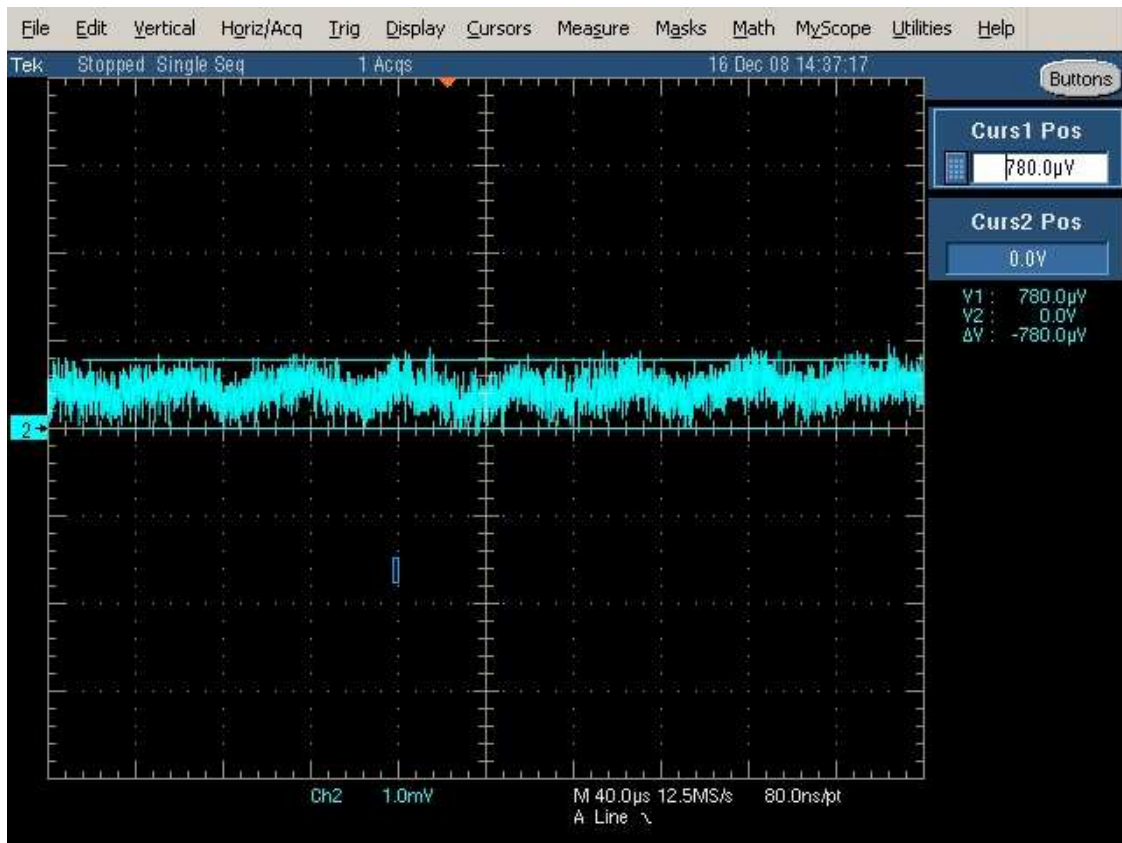 File Edit Vertical Horiz/Acq Trig Display Cursors Measure Masks Math MyScope Utilities Help
Tek Stopped Single Seq 1 Acqs 16 Dec 08 14:37:17
Buttons
Curs1 Pos
780.0µV
Curs2 Pos
0.0V
V1 : 780.0µV
V2 : 0.0V
ΔV : -780.0µV
2
Ch2 1.0mV M 40.0µs 12.5MS/s 80.0ns/pt
A Line